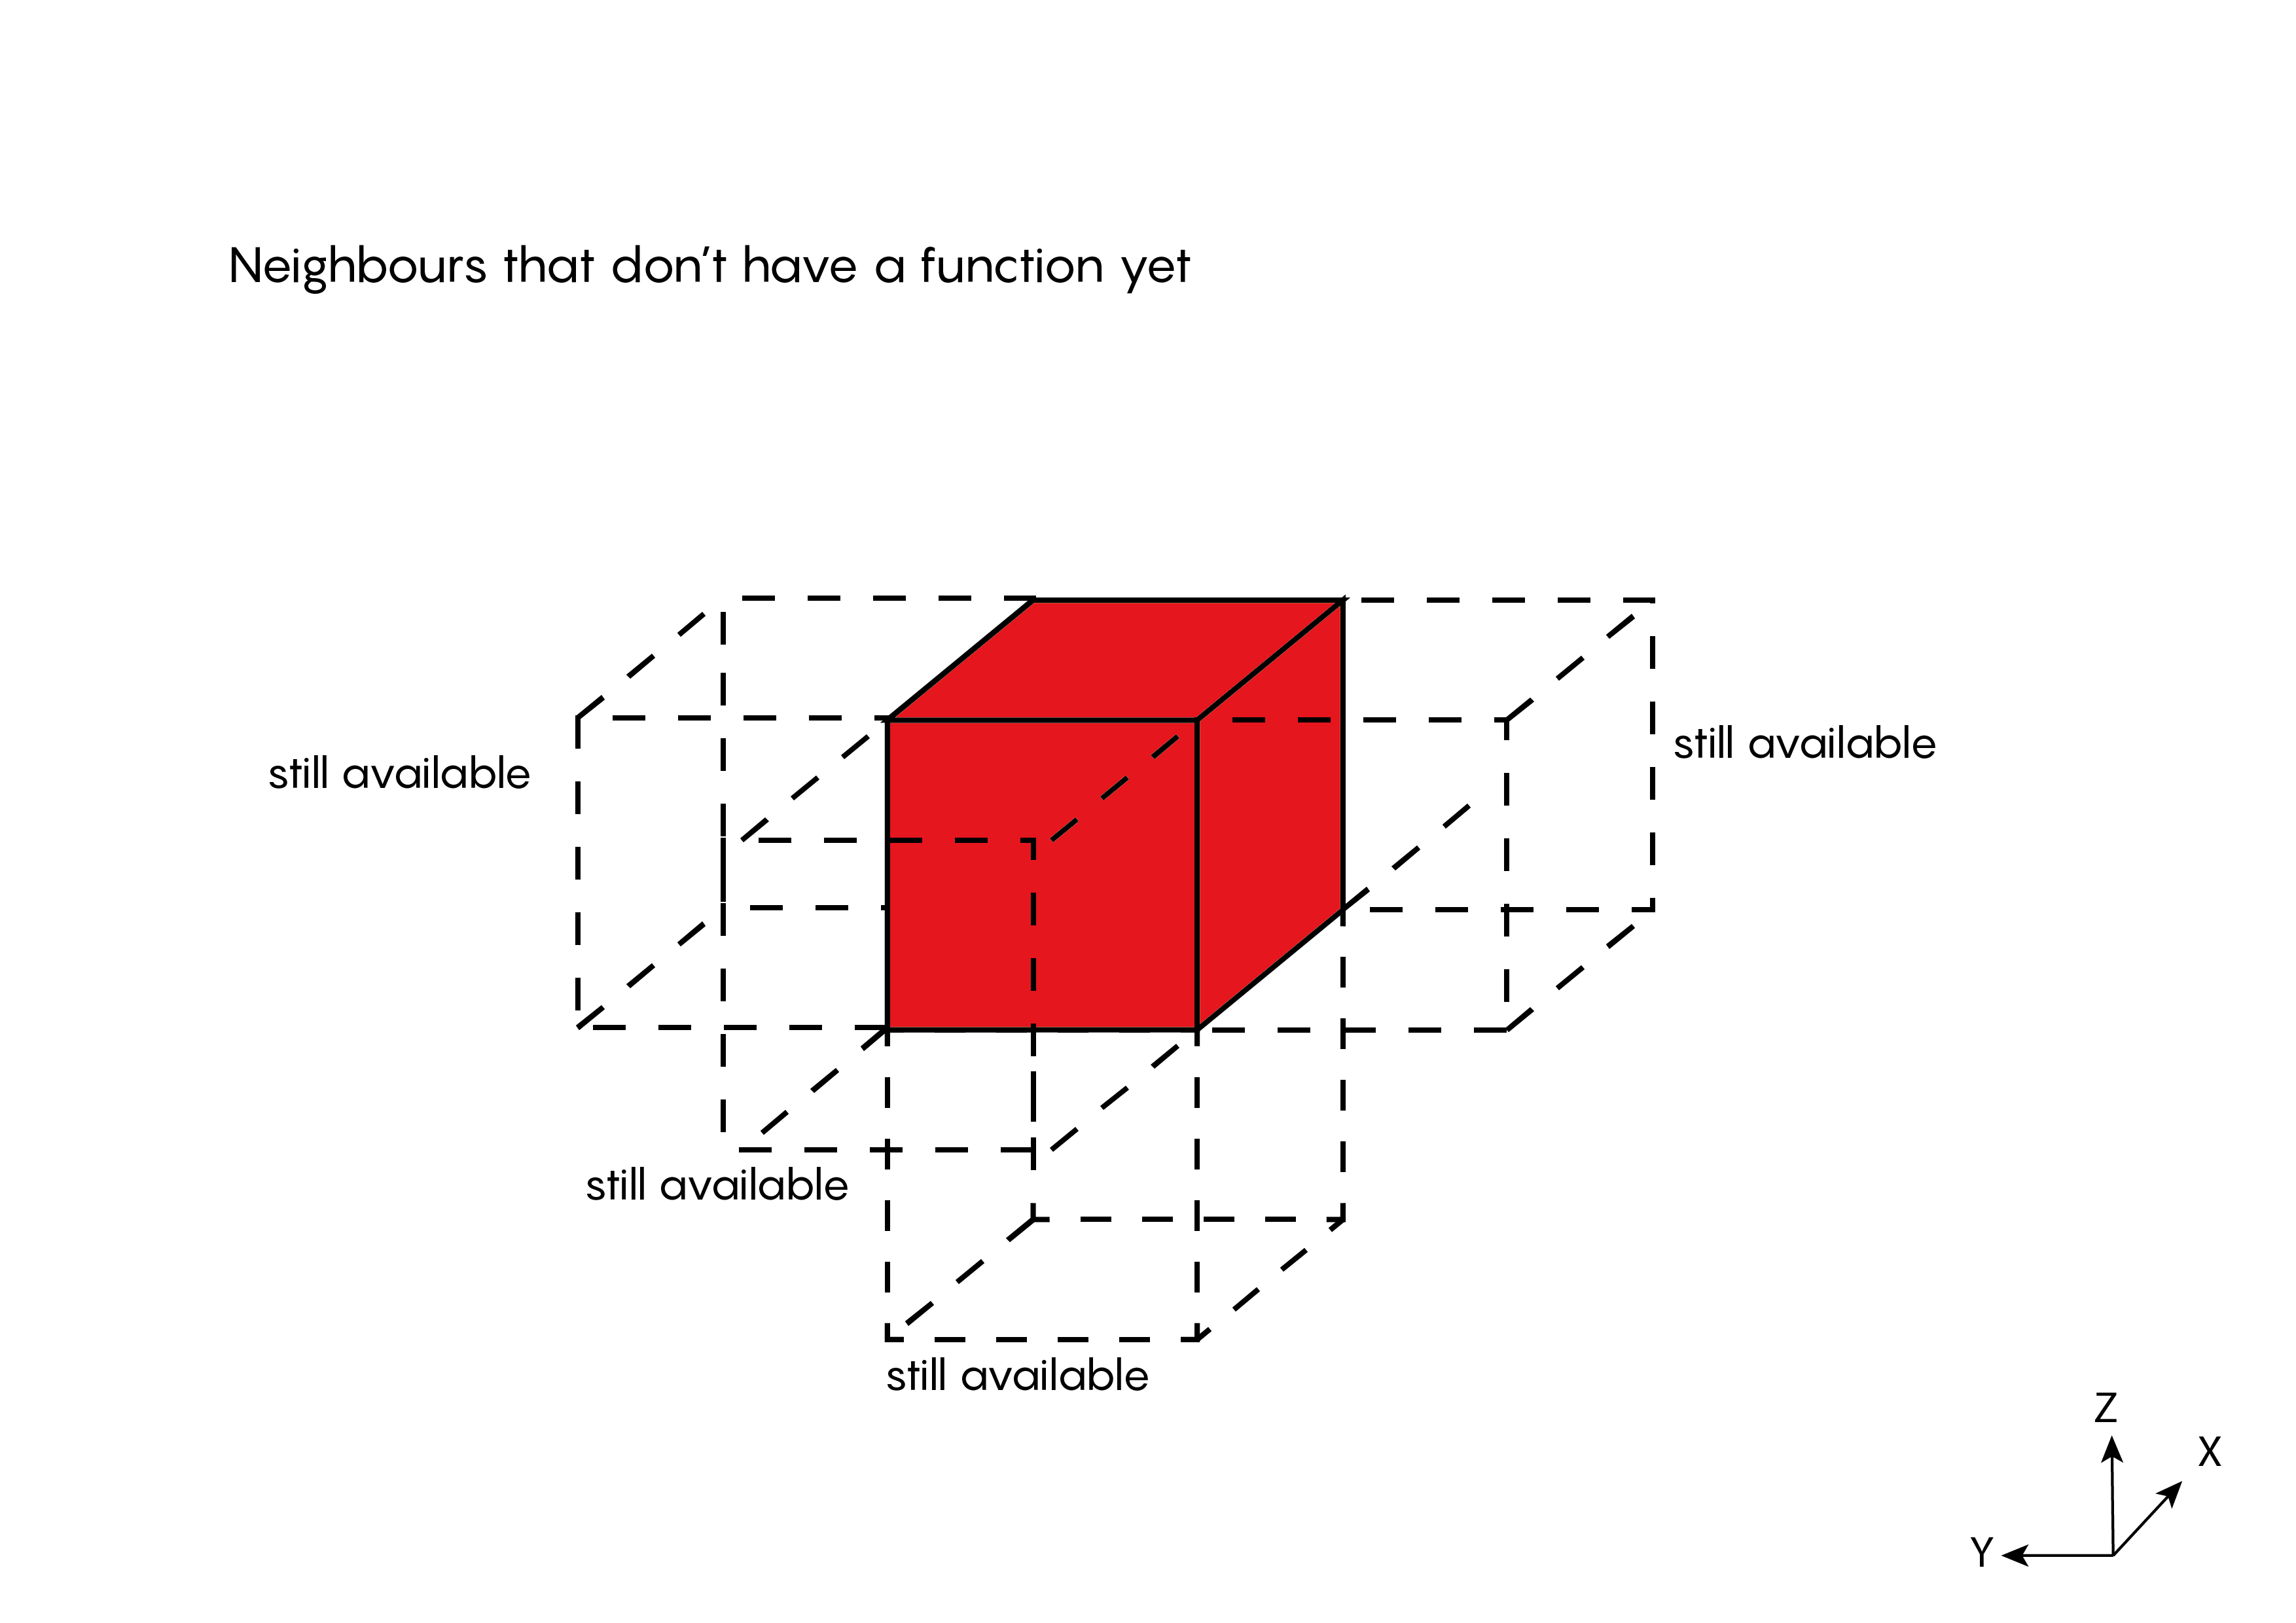 Neighbours that don't have a function yet
still available
still available
still available
still available
Z
X
Y